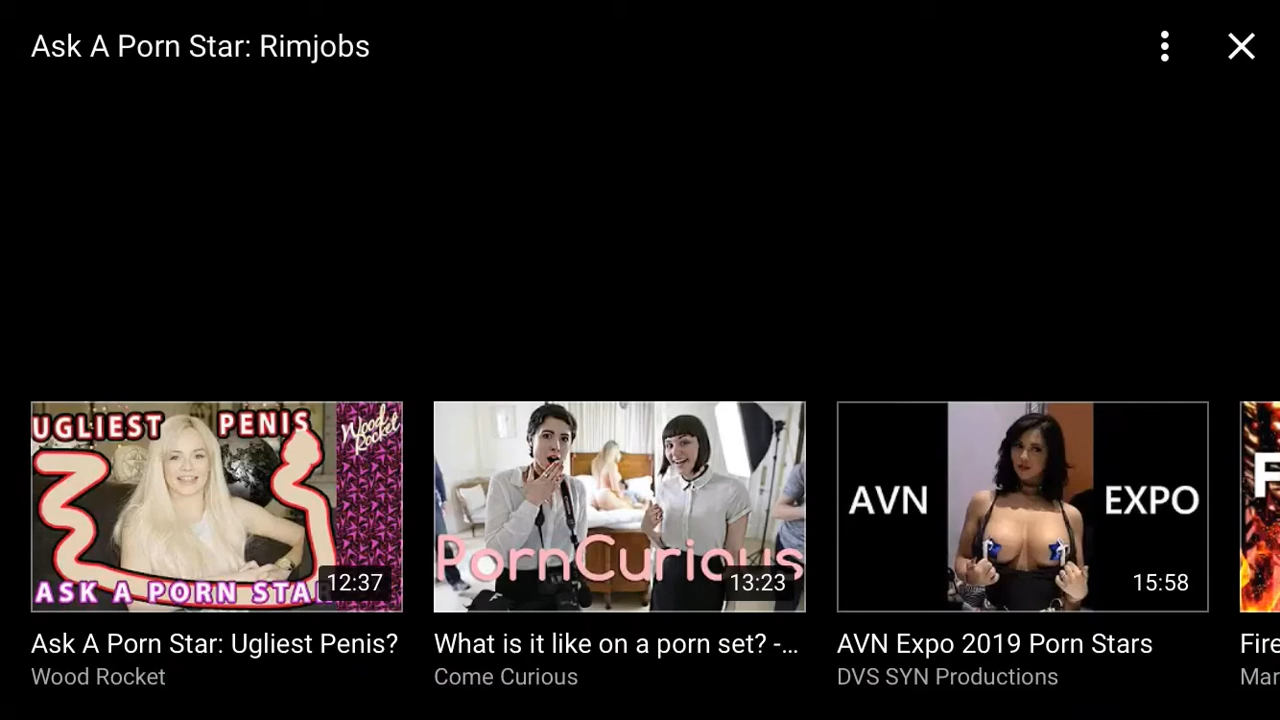 Ask A Porn Star: Rimjobs
UGLIEST PENIS
Wood Rocket
ASK A PORN STAR
12:37
PornCurious
13:23
AVN EXPO
15:58
Ask A Porn Star: Ugliest Penis?
What is it like on a porn set? -...
AVN Expo 2019 Porn Stars
Fire
Wood Rocket
Come Curious
DVS SYN Productions
Mar